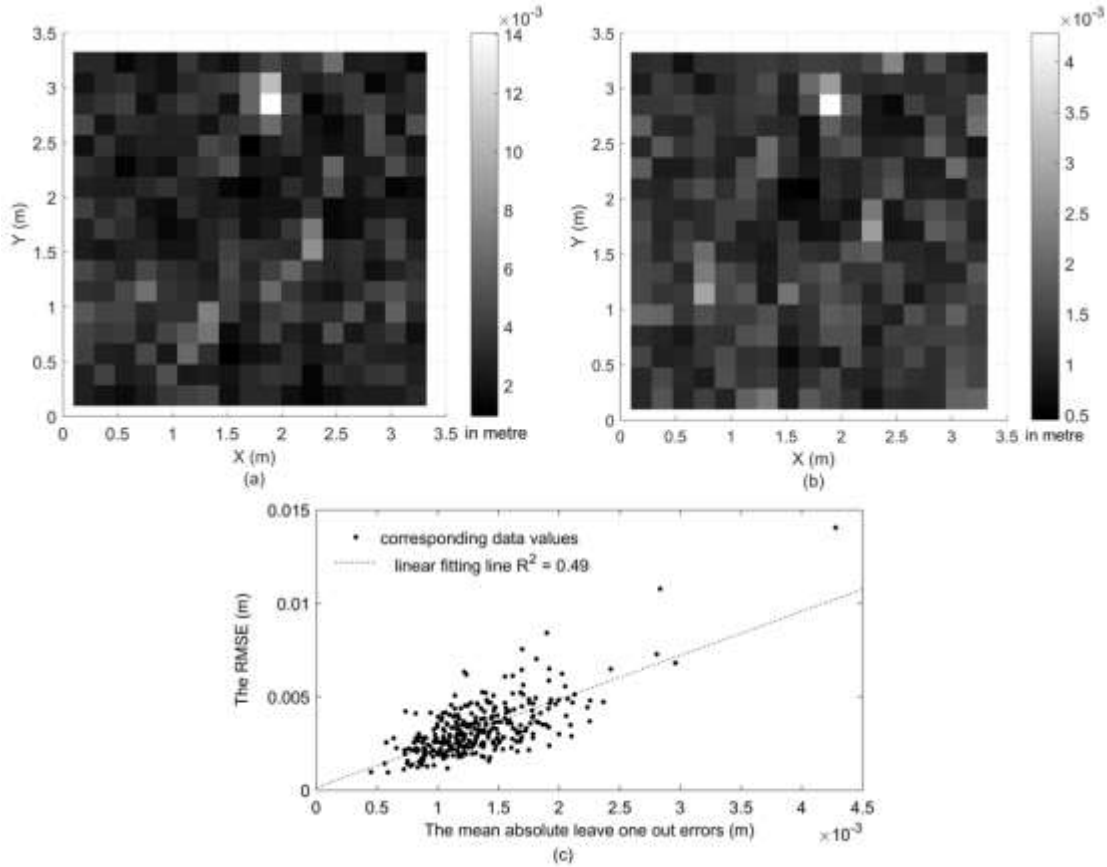 ×10⁻³
3.5
3
2.5
2
1.5
1
0.5
0
Y (m)
0 0.5 1 1.5 2 2.5 3 3.5
X (m)
(a)
14
12
10
8
6
4
2
in metre
×10⁻³
3.5
3
2.5
2
1.5
1
0.5
0
Y (m)
0 0.5 1 1.5 2 2.5 3 3.5
X (m)
(b)
4
3.5
3
2.5
2
1.5
1
0.5
in metre
0.015
0.01
0.005
0
The RMSE (m)
corresponding data values
linear fitting line R² = 0.49
0 0.5 1 1.5 2 2.5 3 3.5 4 4.5
The mean absolute leave one out errors (m) ×10⁻³
(c)